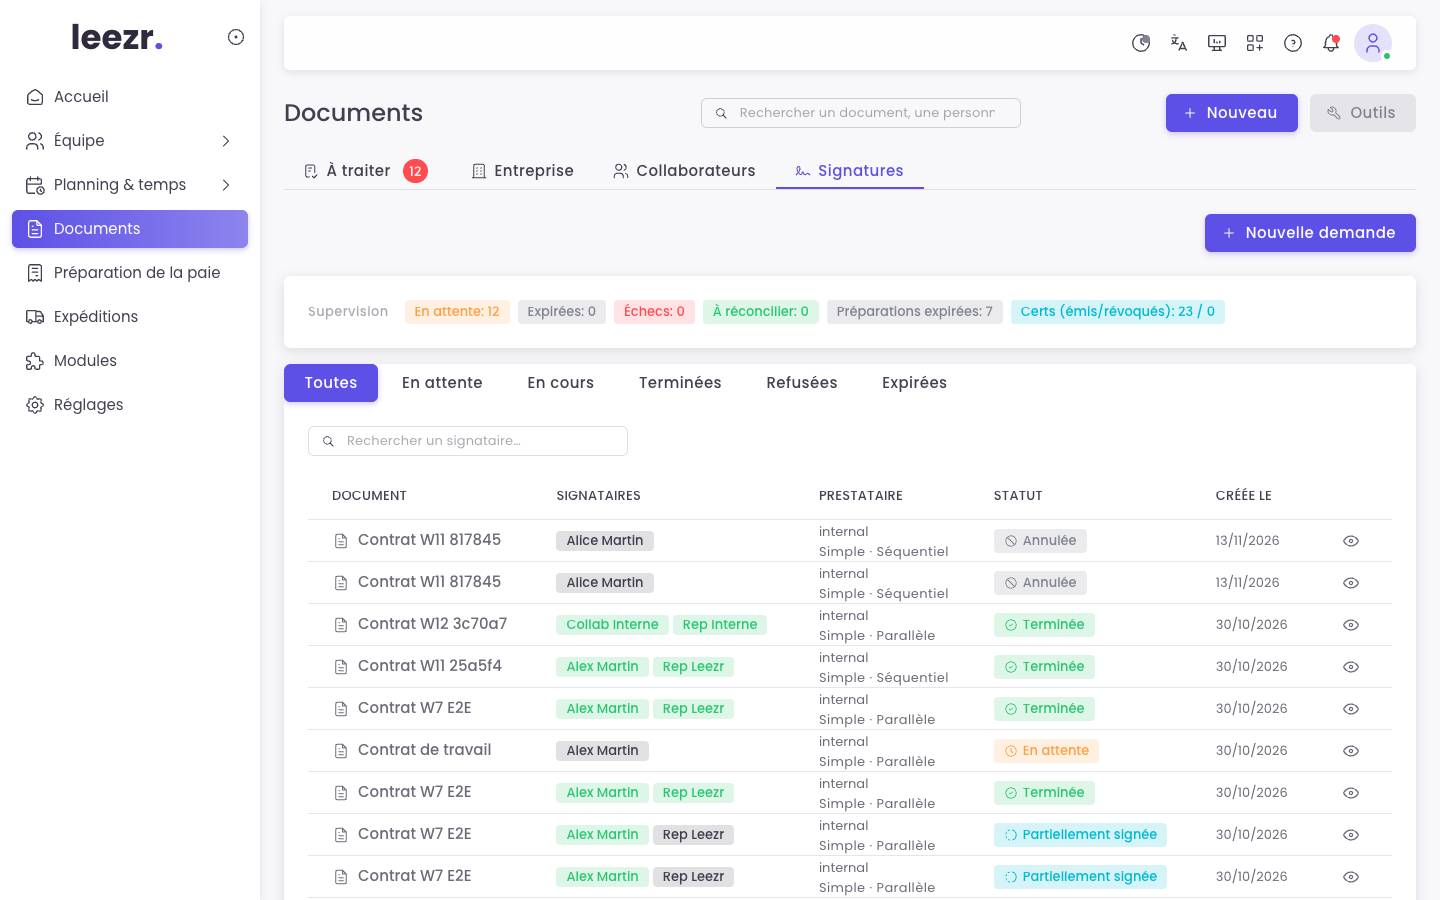 leezr.
Accueil
Équipe
Planning & temps
Documents
Préparation de la paie
Expéditions
Modules
Réglages
Documents
Rechercher un document, une personn
Nouveau
Outils
À traiter 12
Entreprise
Collaborateurs
Signatures
Nouvelle demande
Supervision En attente: 12 Expirées: 0 Échecs: 0 À réconcilier: 0 Préparations expirées: 7 Certs (émis/révoqués): 23 / 0
Toutes En attente En cours Terminées Refusées Expirées
Rechercher un signataire...
DOCUMENT SIGNATAIRES PRESTATAIRE STATUT CRÉÉE LE
Contrat W11 817845 Alice Martin internal Annulée 13/11/2026
Simple · Séquentiel
Contrat W11 817845 Alice Martin internal Annulée 13/11/2026
Simple · Séquentiel
Contrat W12 3c70a7 Collab Interne Rep Interne internal Terminée 30/10/2026
Simple · Parallèle
Contrat W11 25a5f4 Alex Martin Rep Leezr internal Terminée 30/10/2026
Simple · Séquentiel
Contrat W7 E2E Alex Martin Rep Leezr internal Terminée 30/10/2026
Simple · Parallèle
Contrat de travail Alex Martin internal En attente 30/10/2026
Simple · Parallèle
Contrat W7 E2E Alex Martin Rep Leezr internal Terminée 30/10/2026
Simple · Parallèle
Contrat W7 E2E Alex Martin Rep Leezr internal Partiellement signée 30/10/2026
Simple · Parallèle
Contrat W7 E2E Alex Martin Rep Leezr internal Partiellement signée 30/10/2026
Simple · Parallèle